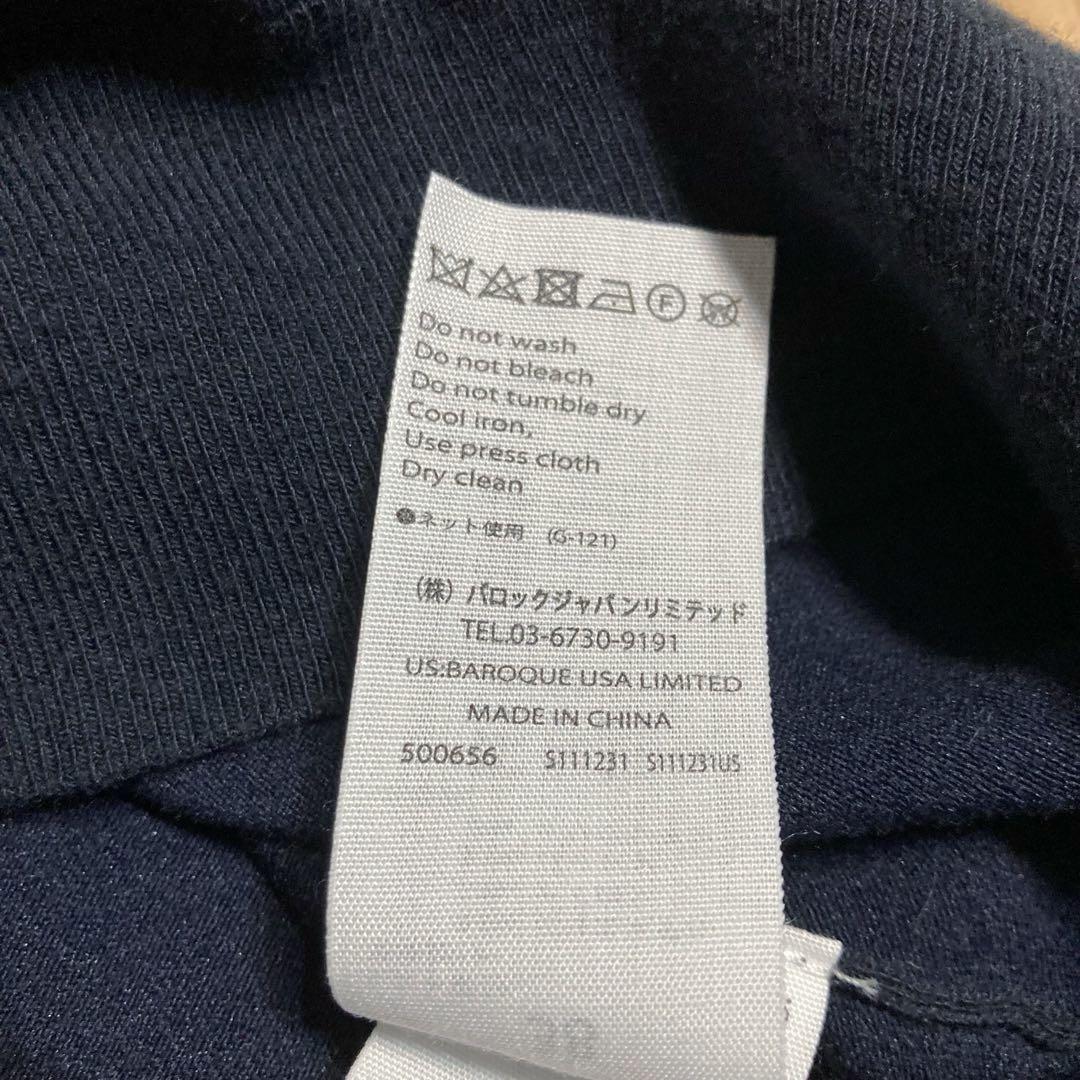 F
W
Do not wash
Do not bleach
Do not tumble dry
Cool iron,
Use press cloth
Dry clean
●ネット使用 (G-121)
(株) バロックジャパンリミテッド
TEL.03-6730-9191
US:BAROQUE USA LIMITED
MADE IN CHINA
500656 S111231 S111231US